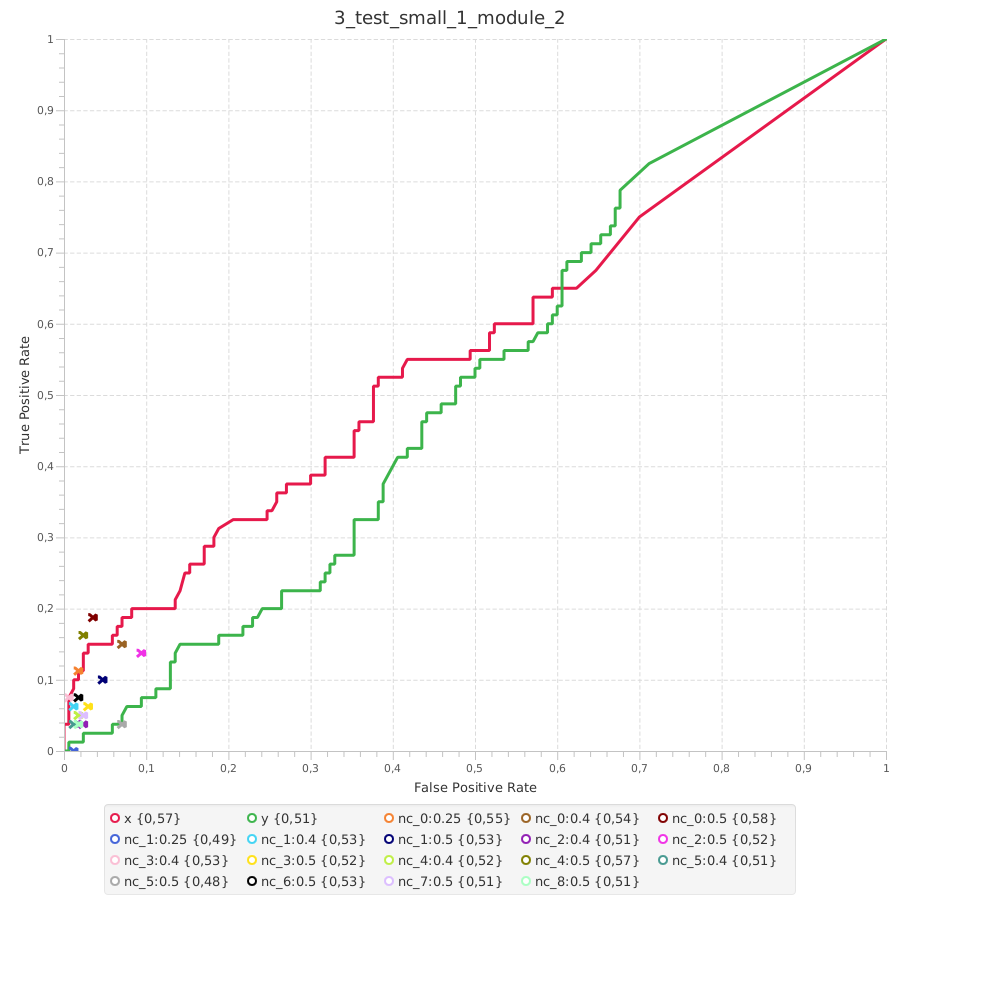 3_test_small_1_module_2
True Positive Rate
1
0,9
0,8
0,7
0,6
0,5
0,4
0,3
0,2
0,1
0
0 0,1 0,2 0,3 0,4 0,5 0,6 0,7 0,8 0,9 1
False Positive Rate
x {0,57} y {0,51} nc_0:0.25 {0,55} nc_0:0.4 {0,54} nc_0:0.5 {0,58}
nc_1:0.25 {0,49} nc_1:0.4 {0,53} nc_1:0.5 {0,53} nc_2:0.4 {0,51} nc_2:0.5 {0,52}
nc_3:0.4 {0,53} nc_3:0.5 {0,52} nc_4:0.4 {0,52} nc_4:0.5 {0,57} nc_5:0.4 {0,51}
nc_5:0.5 {0,48} nc_6:0.5 {0,53} nc_7:0.5 {0,51} nc_8:0.5 {0,51}